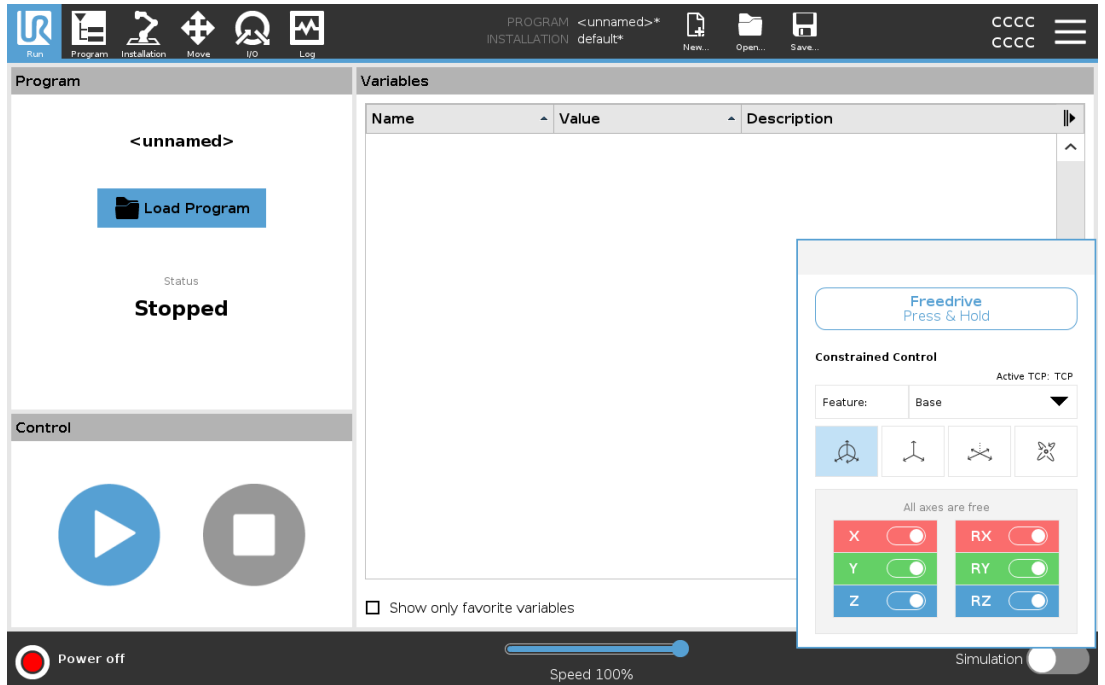 PROGRAM <unnamed>*
INSTALLATION default*
UR
Run
Program
Installation
Move
I/O
Log
New...
Open...
Save...
CCCC
CCCC
Program
<unnamed>
Load Program
Status
Stopped
Control
Variables
Name
Value
Description
Show only favorite variables
Freedrive
Press & Hold
Constrained Control
Active TCP: TCP
Feature: Base
All axes are free
X RX
Y RY
Z RZ
Power off
Speed 100%
Simulation